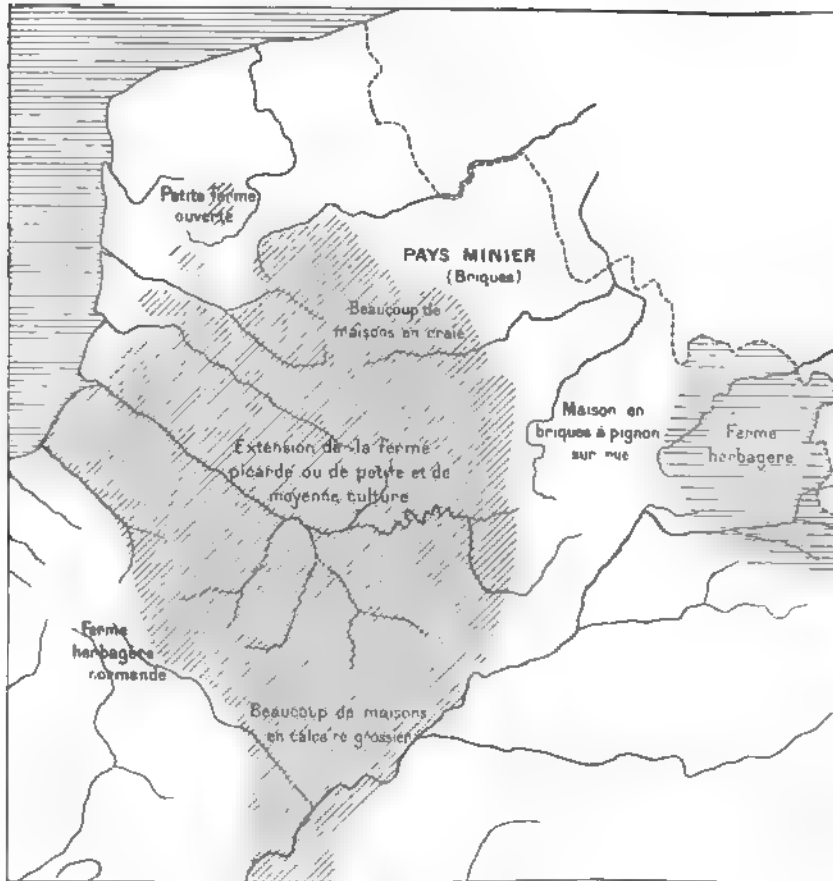 Petite ferme
ouverte
PAYS MINIER
(Briques)
Beaucoup de
maisons en craie
Maison en
briques à pignon
sur rue
Ferme
herbagère
Extension de la ferme
picarde ou de petite et de
moyenne culture
Ferme
herbagère
normande
Beaucoup de maisons
en calcaire grossier